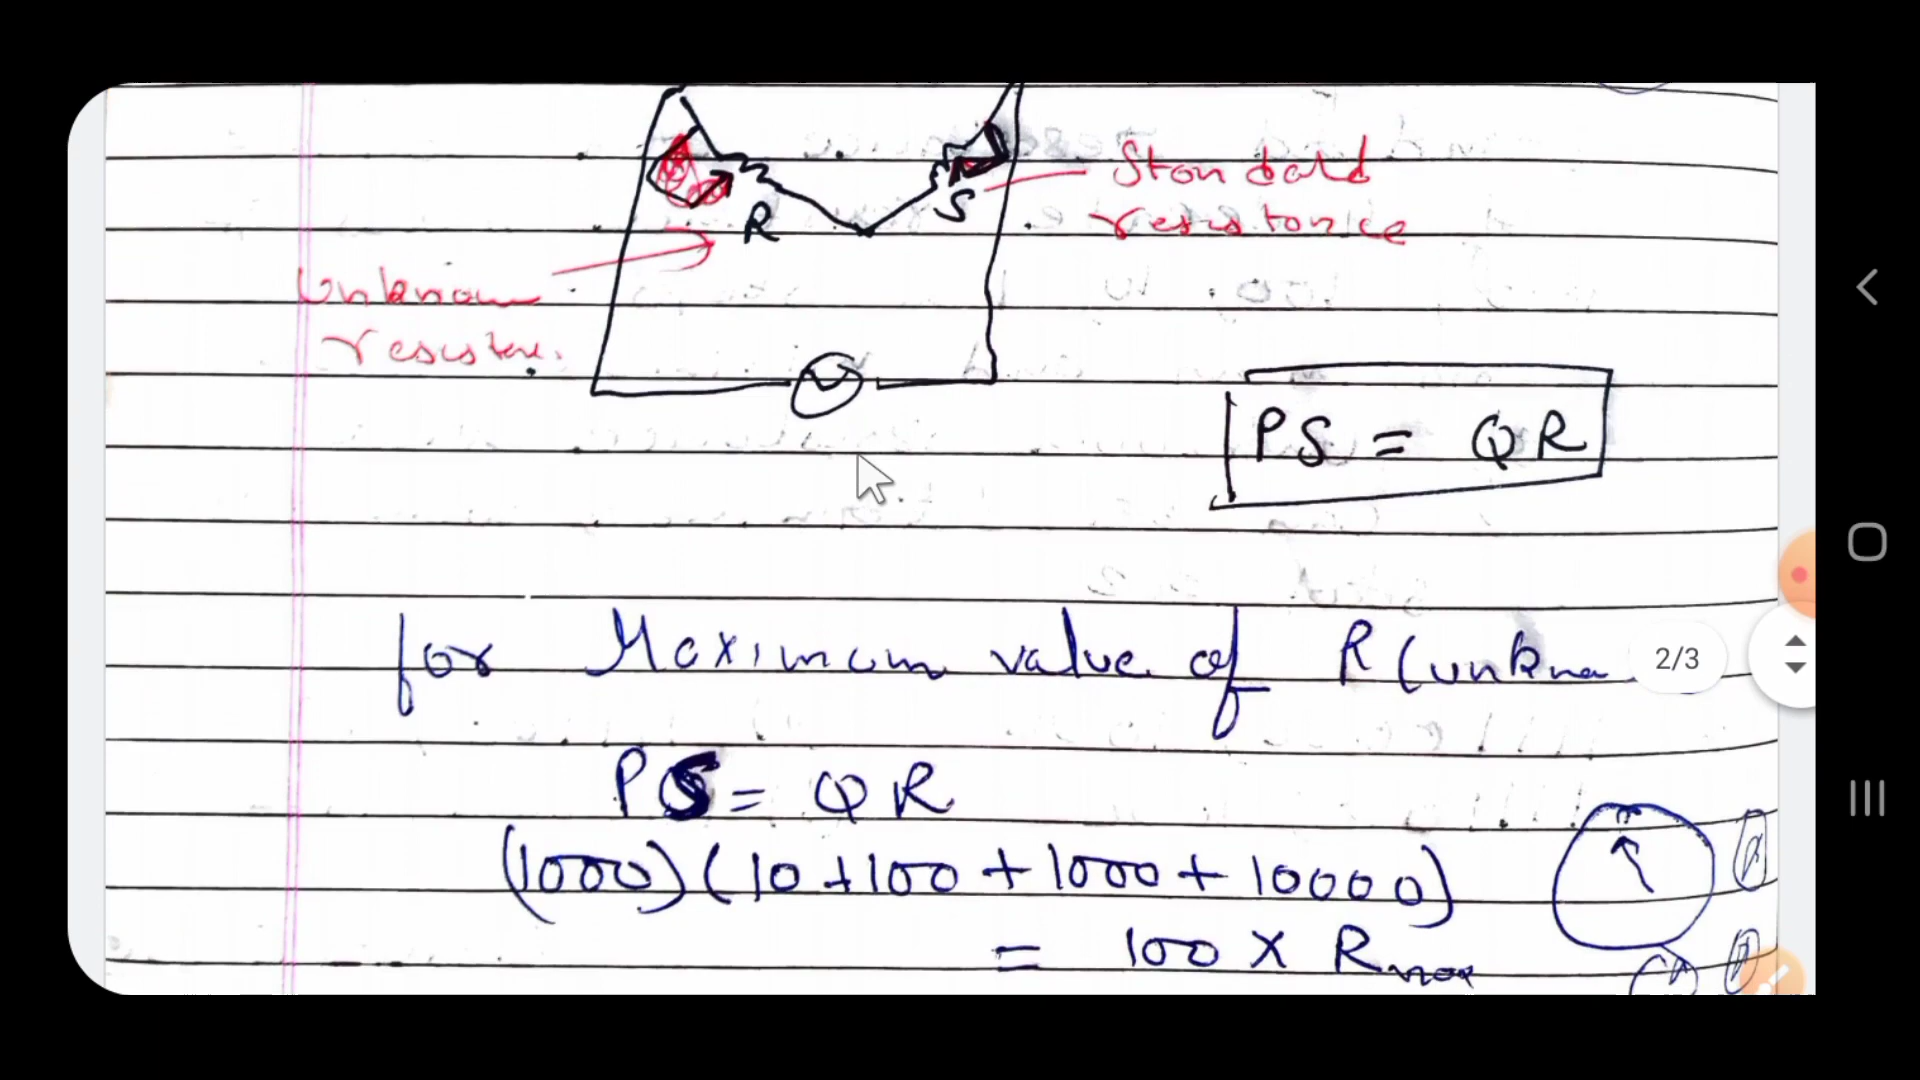 Standard
S
resistance
R
Unknown
resistance.
PS = QR
for Maximum value of R (unkno
2/3
PS = QR
(1000) (10 + 100 + 1000 + 10000)
= 100 X Rmax